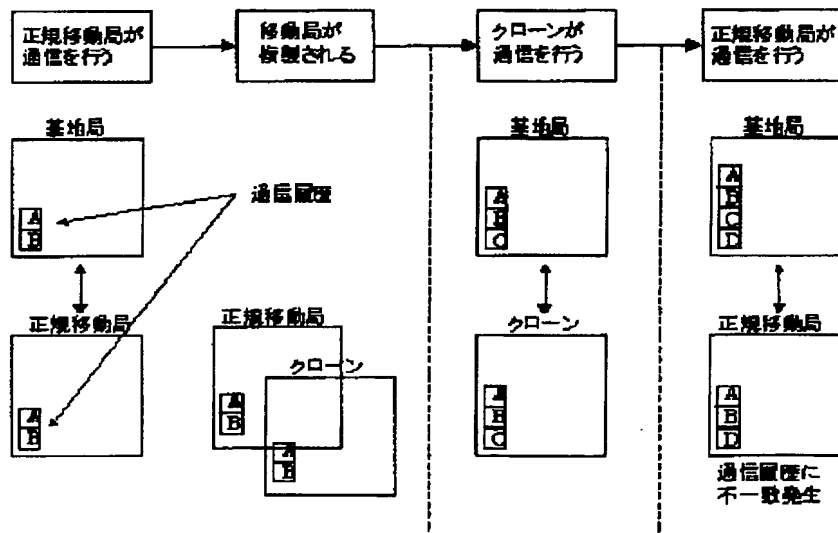 正規移動局が
通信を行う
移動局が
複製される
クローンが
通信を行う
正規移動局が
通信を行う
基地局
A
B
通信履歴
正規移動局
A
B
正規移動局
A
B
クローン
A
B
基地局
A
B
C
クローン
A
B
C
基地局
A
B
C
D
正規移動局
A
B
D
通信履歴に
不一致発生